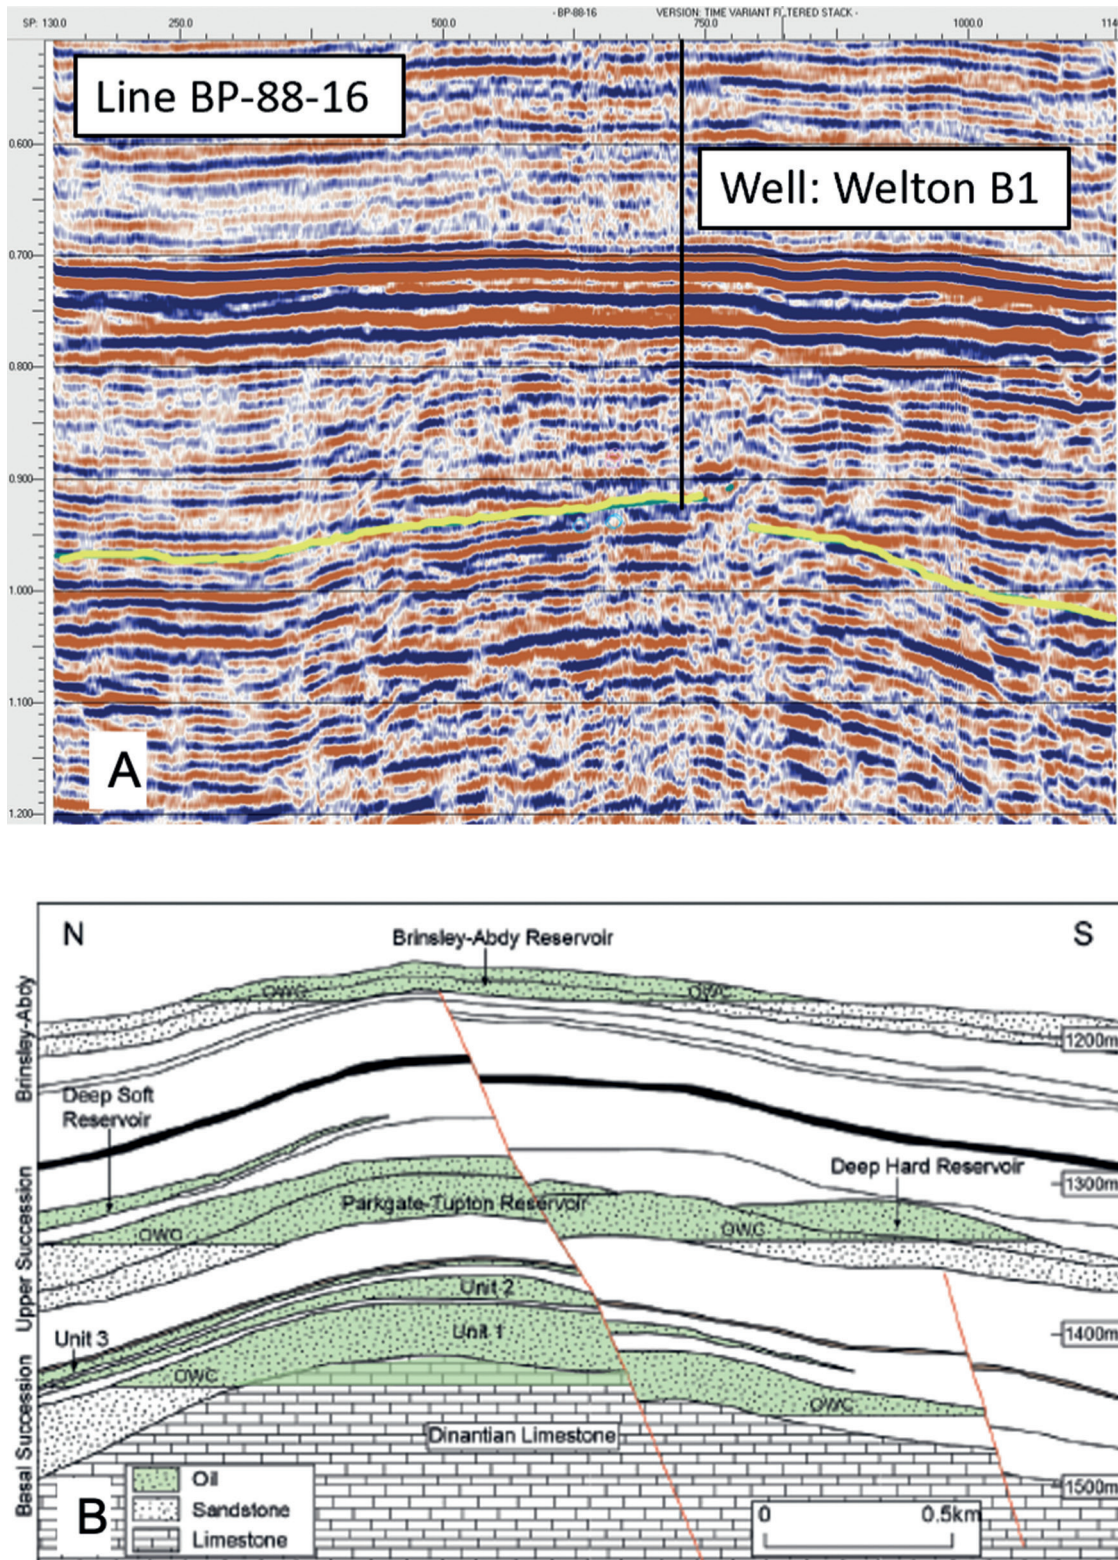 SP: 130.0 250.0 500.0 - BP-88-16 VERSION: TIME VARIANT FILTERED STACK - 750.0 1000.0 114
Line BP-88-16
0.600
Well: Welton B1
0.700
0.800
0.900
1.000
1.100
A
1.200
N
S
Brinsley-Abdy Reservoir
OWC OWC
Brinsley-Abdy
1200m
Deep Soft
Reservoir
Deep Hard Reservoir
1300m
Parkgate-Tupton Reservoir
OWC OWC
Upper Succession
Unit 2
Unit 3
Unit 1
1400m
OWC
OWC
Basal Succession
Dinantian Limestone
1500m
Oil
Sandstone
Limestone
B
0 0.5km